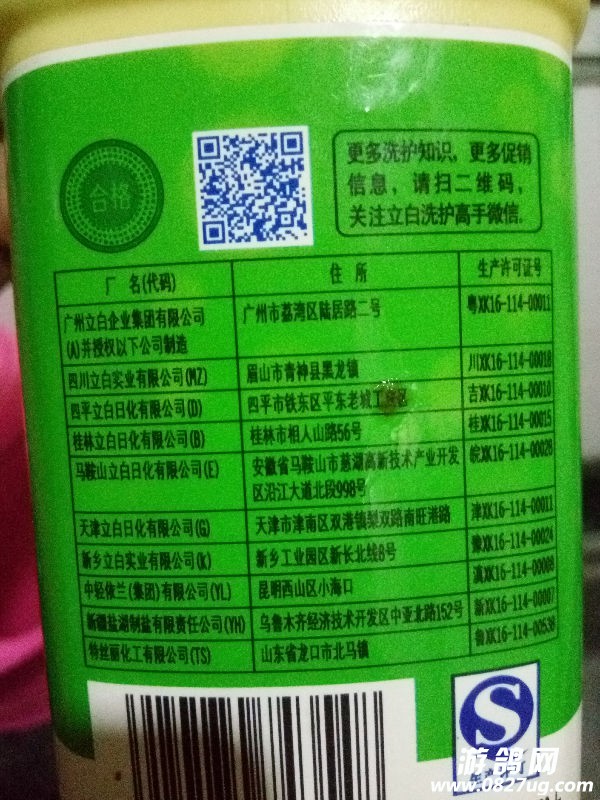 合格
更多洗护知识，更多促销
信息，请扫二维码，
关注立白洗护高手微信。
厂 名(代码) 住 所 生产许可证号
广州立白企业集团有限公司
(A)并授权以下公司制造 广州市荔湾区陆居路二号 粤XK16-114-00011
四川立白实业有限公司(MZ) 眉山市青神县黑龙镇 川XK16-114-00018
四平立白日化有限公司(D) 四平市铁东区平东老城工业区 吉XK16-114-00010
桂林立白日化有限公司(B) 桂林市相人山路56号 桂XK16-114-00015
马鞍山立白日化有限公司(E) 安徽省马鞍山市慈湖高新技术产业开发
区沿江大道北段998号 皖XK16-114-00028
天津立白日化有限公司(G) 天津市津南区双港镇梨双路南旺港路 津XK16-114-00011
新乡立白实业有限公司(K) 新乡工业园区新长北线8号 豫XK16-114-00024
中轻依兰(集团)有限公司(YL) 昆明西山区小海口 滇XK16-114-00006
新疆盐湖制盐有限责任公司(YH) 乌鲁木齐经济技术开发区中亚北路152号 新XK16-114-00007
特丝丽化工有限公司(TS) 山东省龙口市北马镇 鲁XK16-114-00539
游鸽网
www.0827ug.com